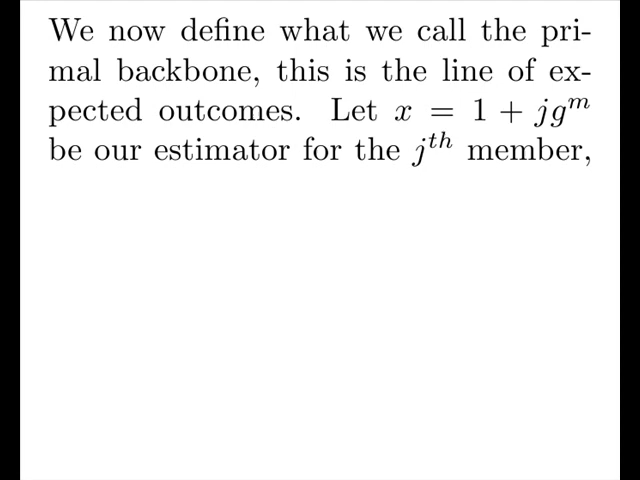 We now define what we call the pri-
mal backbone, this is the line of ex-
pected outcomes. Let x = 1 + jg^m
be our estimator for the j^th member,